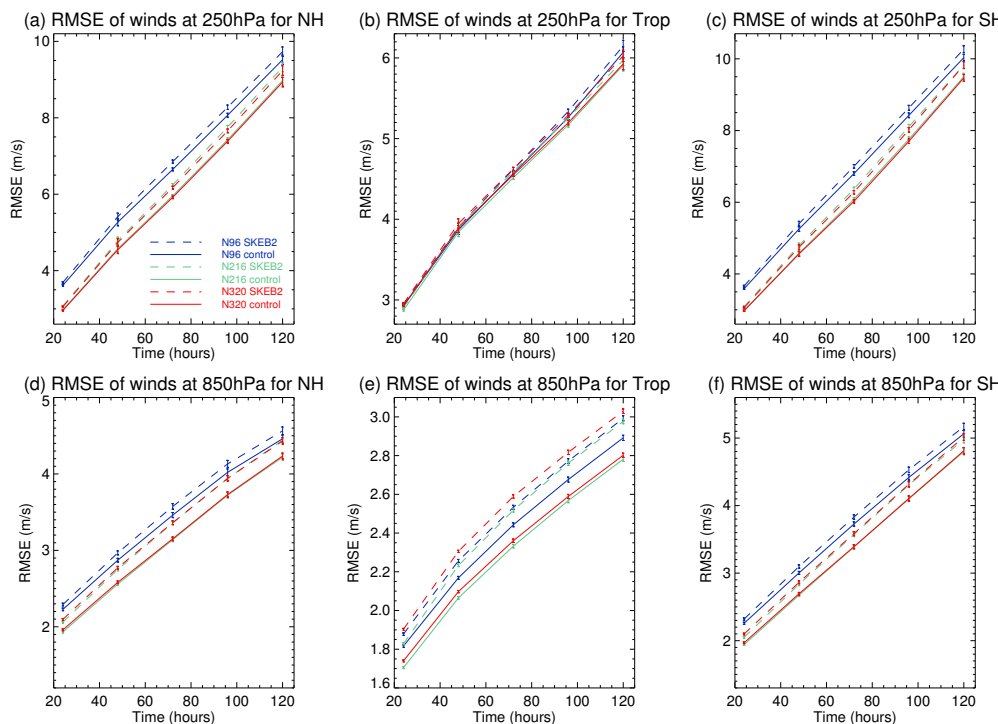 (a) RMSE of winds at 250hPa for NH
(b) RMSE of winds at 250hPa for Trop
(c) RMSE of winds at 250hPa for SH
10
8
6
4
RMSE (m/s)
N96 SKEB2
N96 control
N216 SKEB2
N216 control
N320 SKEB2
N320 control
20 40 60 80 100 120
Time (hours)
6
5
4
3
RMSE (m/s)
20 40 60 80 100 120
Time (hours)
10
8
6
4
RMSE (m/s)
20 40 60 80 100 120
Time (hours)
(d) RMSE of winds at 850hPa for NH
(e) RMSE of winds at 850hPa for Trop
(f) RMSE of winds at 850hPa for SH
5
4
3
2
RMSE (m/s)
20 40 60 80 100 120
Time (hours)
3.0
2.8
2.6
2.4
2.2
2.0
1.8
1.6
RMSE (m/s)
20 40 60 80 100 120
Time (hours)
5
4
3
2
RMSE (m/s)
20 40 60 80 100 120
Time (hours)